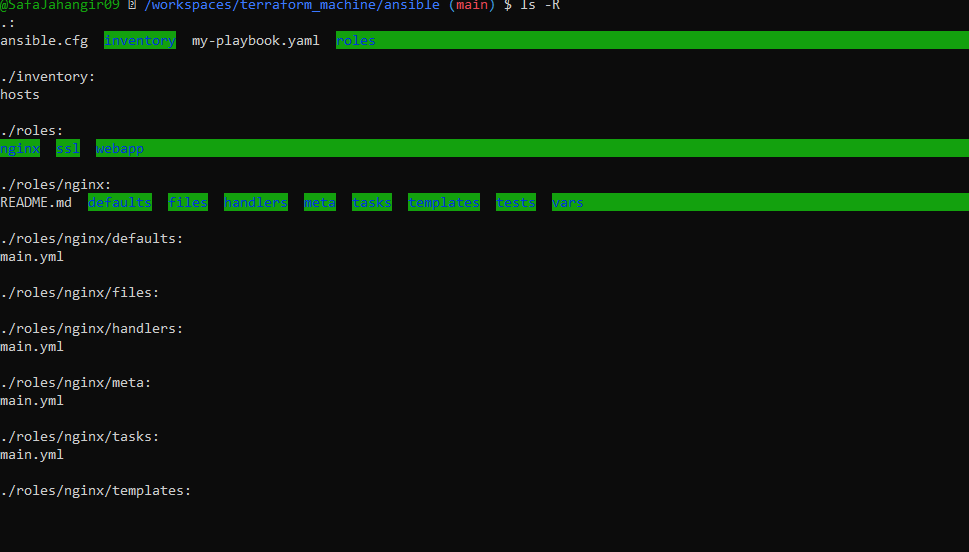 @SafaJahangir09 /workspaces/terraform_machine/ansible (main) $ ls -R
.:
ansible.cfg  inventory  my-playbook.yaml  roles
./inventory:
hosts
./roles:
nginx  ssl  webapp
./roles/nginx:
README.md  defaults  files  handlers  meta  tasks  templates  tests  vars
./roles/nginx/defaults:
main.yml
./roles/nginx/files:
./roles/nginx/handlers:
main.yml
./roles/nginx/meta:
main.yml
./roles/nginx/tasks:
main.yml
./roles/nginx/templates: